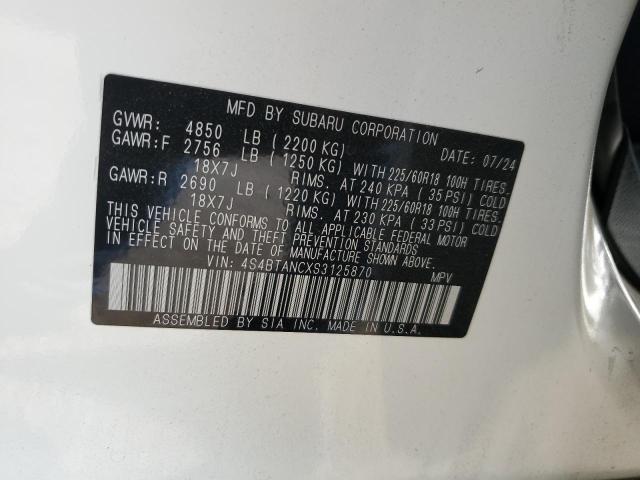 MFD BY SUBARU CORPORATION DATE: 07/24
GVWR: 4850 LB (2200 KG)
GAWR:F 2756 LB (1250 KG) WITH 225/60R18 100H TIRES.
18X7J RIMS. AT 240 KPA (35 PSI) COLD
GAWR:R 2690 LB (1220 KG) WITH 225/60R18 100H TIRES.
18X7J RIMS. AT 230 KPA (33 PSI) COLD.
THIS VEHICLE CONFORMS TO ALL APPLICABLE FEDERAL MOTOR
VEHICLE SAFETY AND THEFT PREVENTION STANDARDS
IN EFFECT ON THE DATE OF MANUFACTURE SHOWN ABOVE.
VIN: 4S4BTANCXS3125870 MPV
ASSEMBLED BY SIA INC. MADE IN U.S.A.